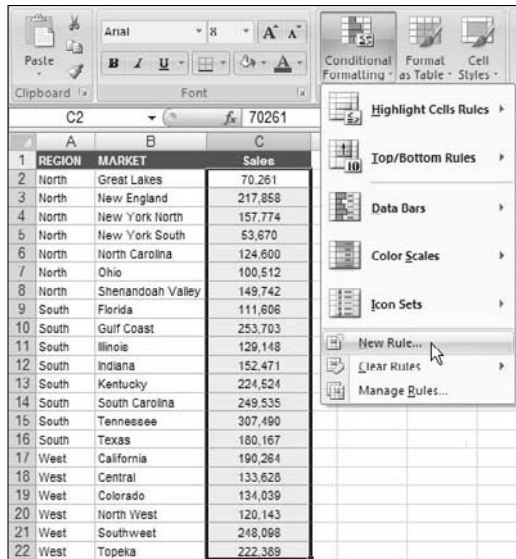 Arial 8 A A
Paste B I U A
Conditional Formatting Format as Table Cell Styles
Clipboard Font
C2 fx 70261
A B C
1 REGION MARKET Sales
2 North Great Lakes 70,261
3 North New England 217,858
4 North New York North 157,774
5 North New York South 53,670
6 North North Carolina 124,600
7 North Ohio 100,512
8 North Shenandoah Valley 149,742
9 South Florida 111,606
10 South Gulf Coast 253,703
11 South Illinois 129,148
12 South Indiana 152,471
13 South Kentucky 224,524
14 South South Carolina 249,535
15 South Tennessee 307,490
16 South Texas 180,167
17 West California 190,264
18 West Central 133,628
19 West Colorado 134,039
20 West North West 120,143
21 West Southwest 248,098
22 West Topeka 222,389
Highlight Cells Rules
10 Top/Bottom Rules
Data Bars
Color Scales
Icon Sets
New Rule...
Clear Rules
Manage Rules...